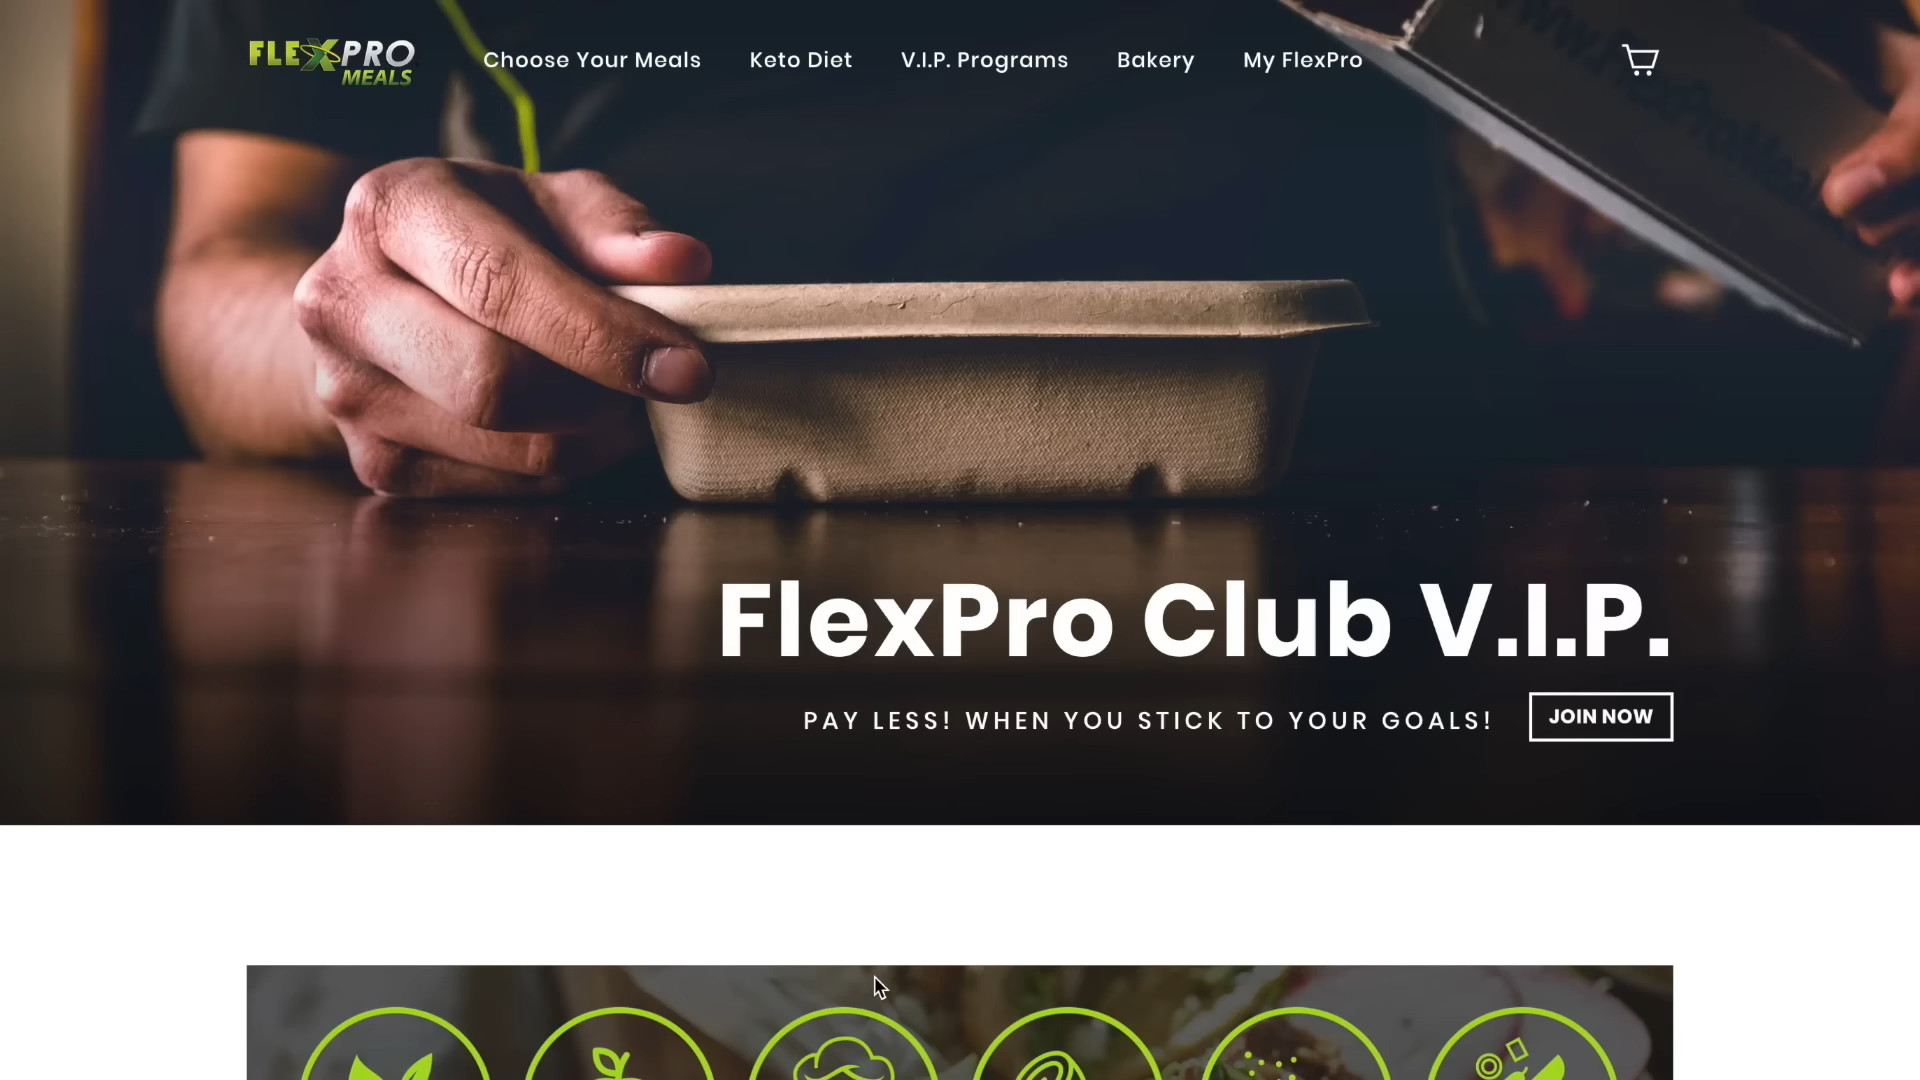 FLEXPRO
MEALS
Choose Your Meals
Keto Diet
V.I.P. Programs
Bakery
My FlexPro
FlexPro Club V.I.P.
PAY LESS! WHEN YOU STICK TO YOUR GOALS!
JOIN NOW